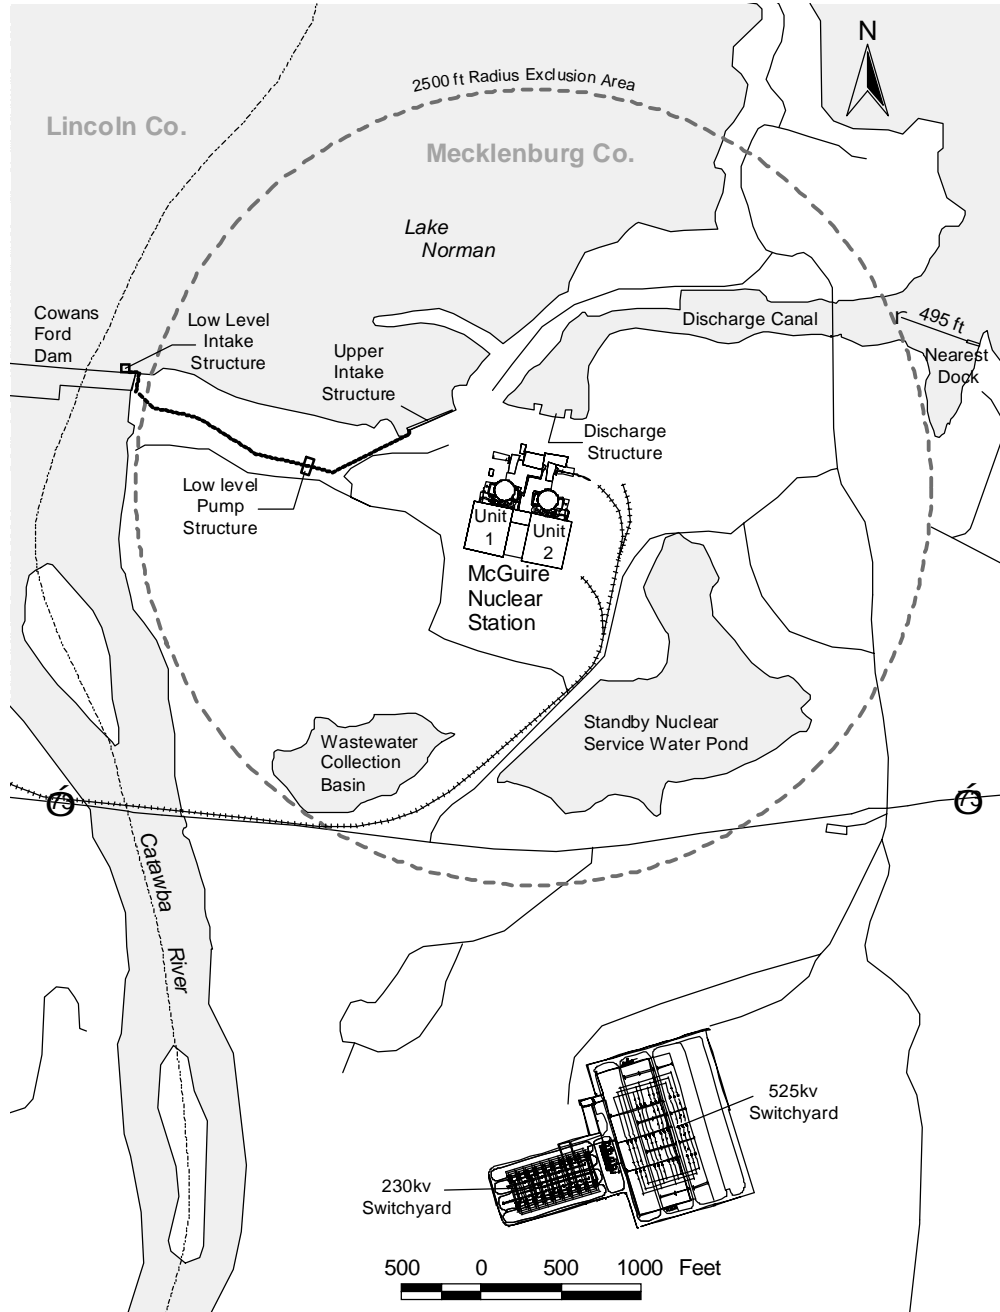 N
2500 ft Radius Exclusion Area
Lincoln Co.
Mecklenburg Co.
Lake
Norman
Cowans
Ford
Dam
Low Level
Intake
Structure
Upper
Intake
Structure
Discharge Canal
495 ft
Nearest
Dock
Discharge
Structure
Low level
Pump
Structure
Unit
1
Unit
2
McGuire
Nuclear
Station
Standby Nuclear
Service Water Pond
Wastewater
Collection
Basin
73
73
Catawba
River
525kv
Switchyard
230kv
Switchyard
500 0 500 1000 Feet